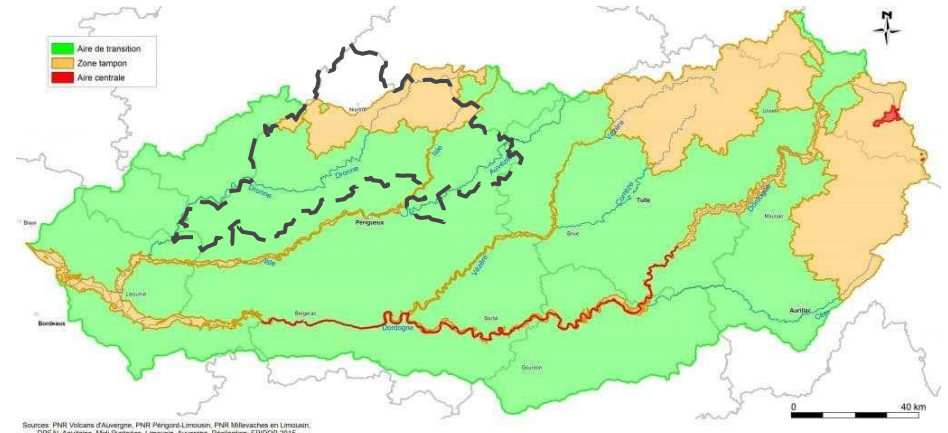 N
Aire de transition
Zone tampon
Aire centrale
Nontron
Ussel
Vézère
Isle
Auvézère
Dronne
Dronne
Corrèze
Tulle
Dordogne
Mauriac
Blaye
Périgueux
Brive
Isle
Vézère
Libourne
Bordeaux
Bergerac
Dordogne
Sarlat
Aurillac
Gourdon
0 40 km
Sources: PNR Volcans d'Auvergne, PNR Périgord-Limousin, PNR Millevaches en Limousin,